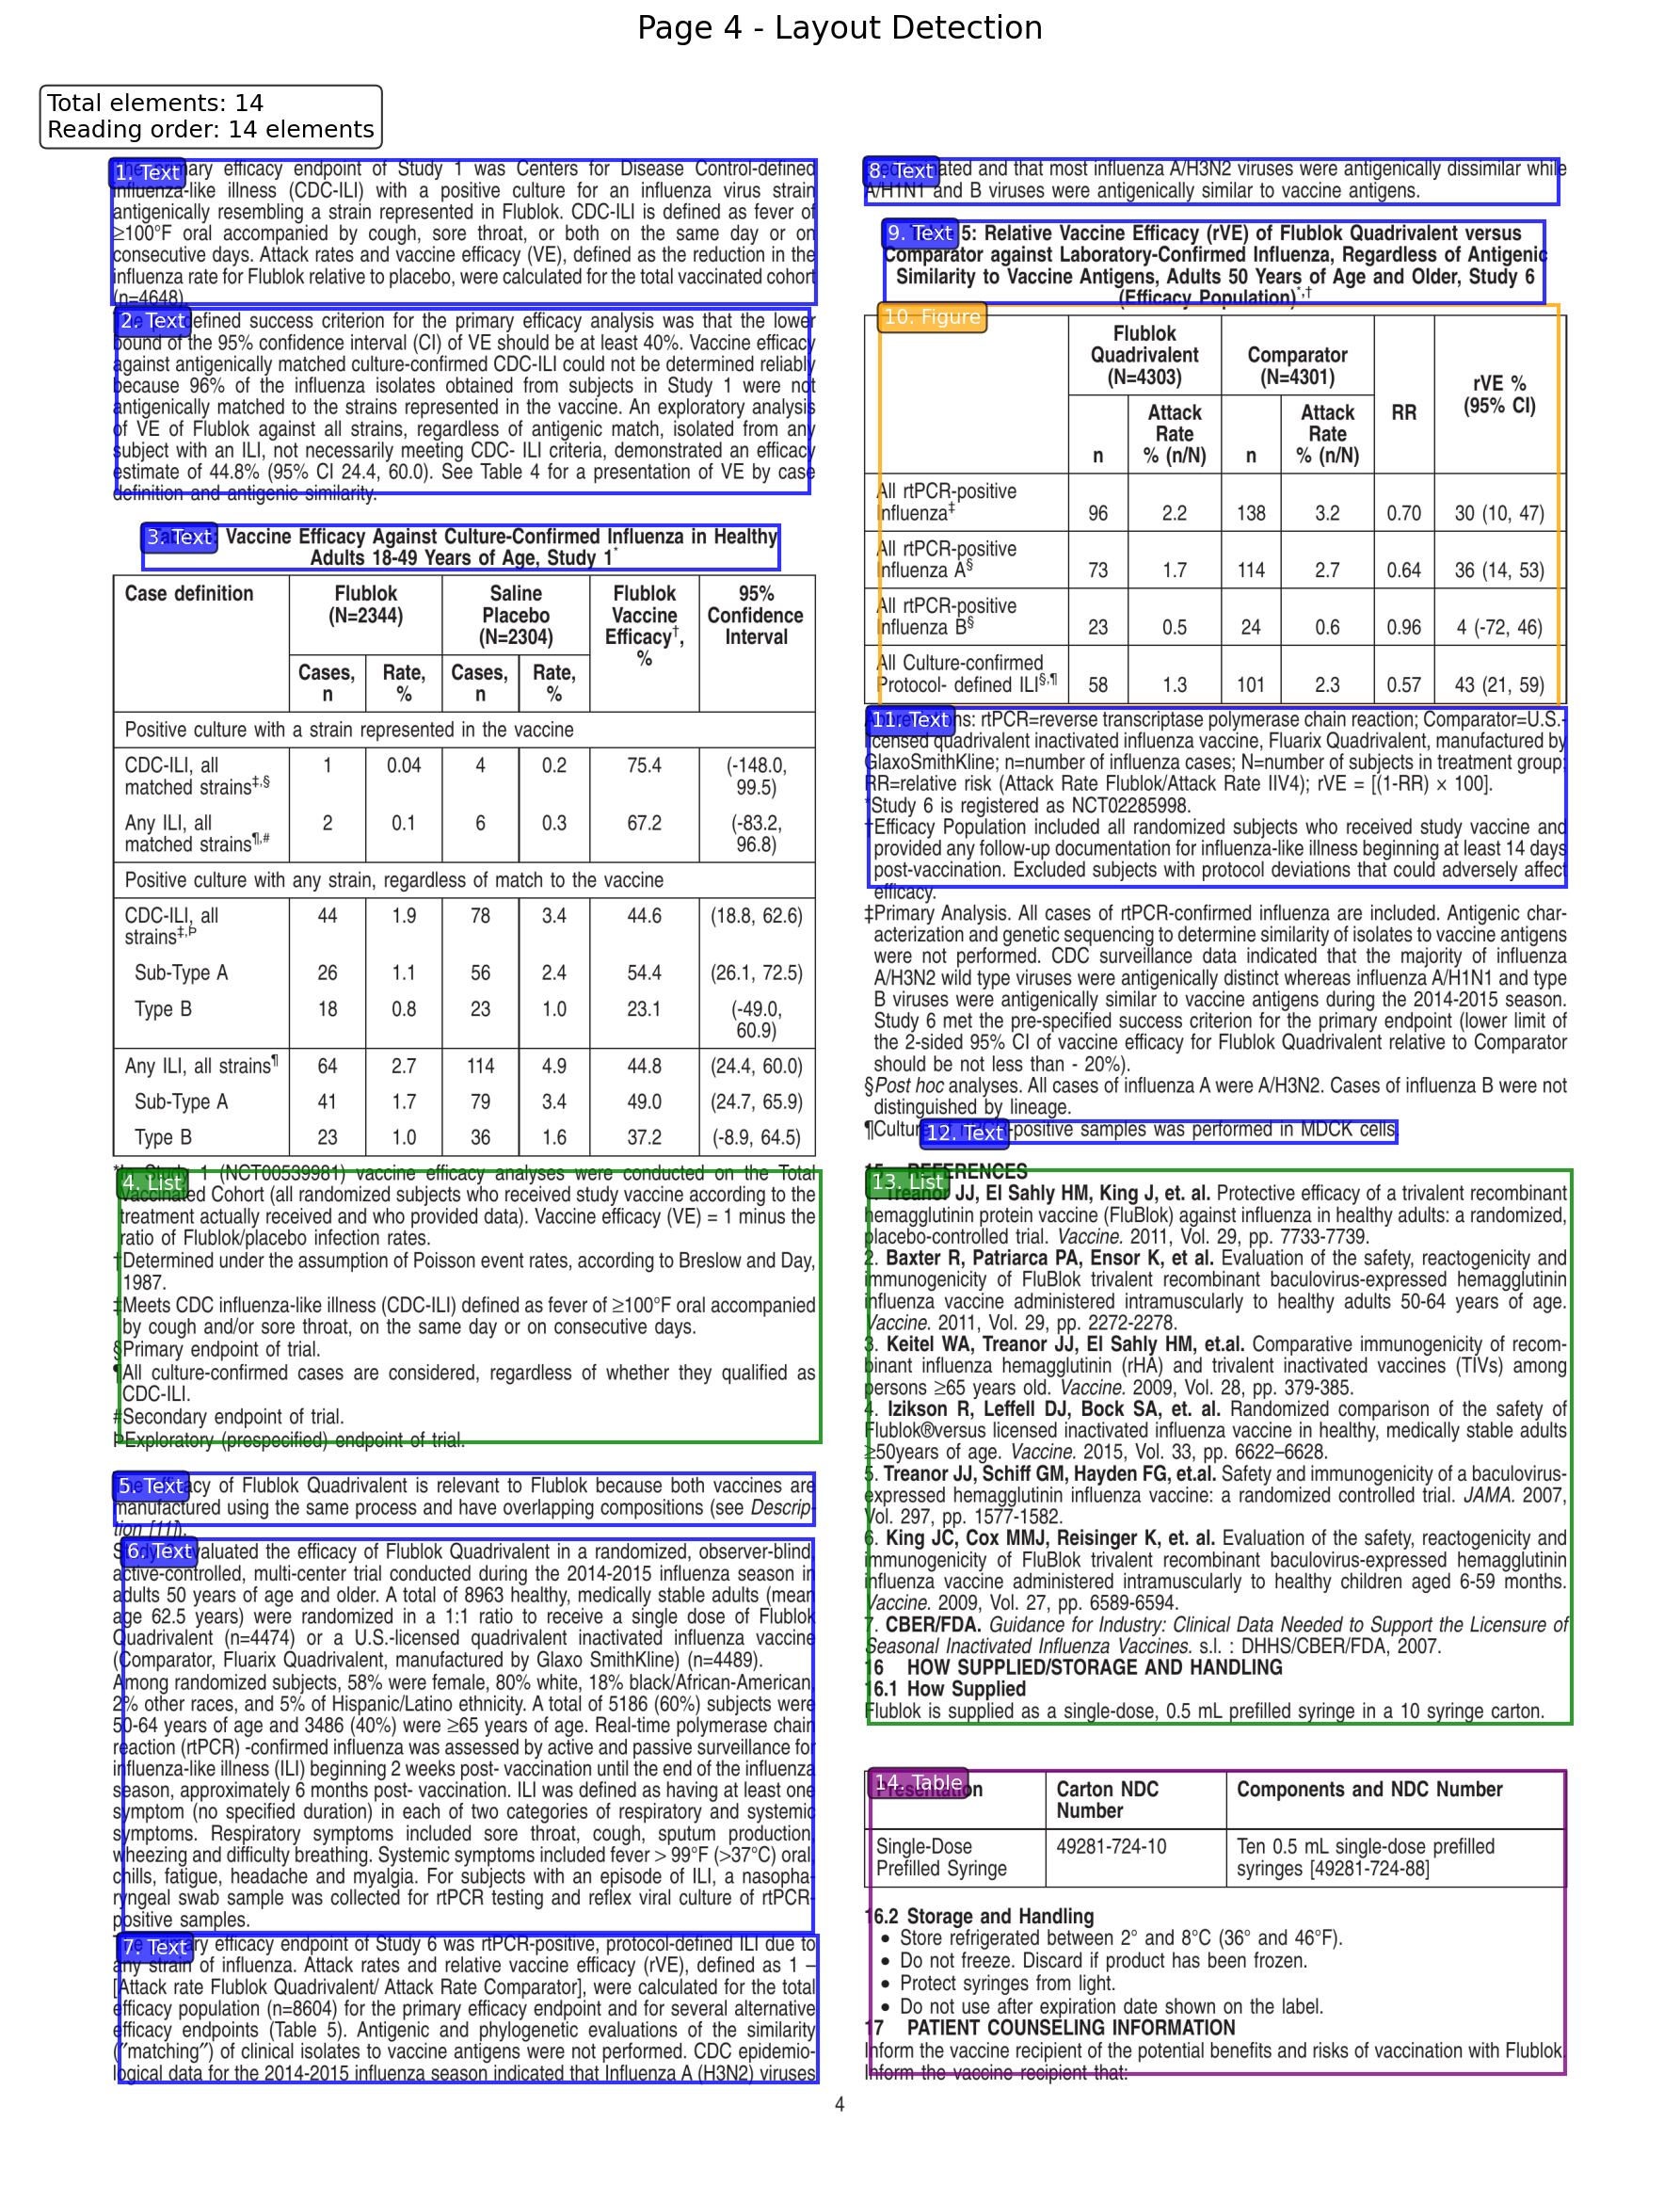 Page 4 - Layout Detection
Total elements: 14
Reading order: 14 elements
1. Text
primary efficacy endpoint of Study 1 was Centers for Disease Control-defined
influenza-like illness (CDC-ILI) with a positive culture for an influenza virus strain
antigenically resembling a strain represented in Flublok. CDC-ILI is defined as fever of
≥100°F oral accompanied by cough, sore throat, or both on the same day or on
consecutive days. Attack rates and vaccine efficacy (VE), defined as the reduction in the
influenza rate for Flublok relative to placebo, were calculated for the total vaccinated cohort
(n=4648).
2. Text
defined success criterion for the primary efficacy analysis was that the lower
bound of the 95% confidence interval (CI) of VE should be at least 40%. Vaccine efficacy
against antigenically matched culture-confirmed CDC-ILI could not be determined reliably
because 96% of the influenza isolates obtained from subjects in Study 1 were not
antigenically matched to the strains represented in the vaccine. An exploratory analysis
of VE of Flublok against all strains, regardless of antigenic match, isolated from any
subject with an ILI, not necessarily meeting CDC- ILI criteria, demonstrated an efficacy
estimate of 44.8% (95% CI 24.4, 60.0). See Table 4 for a presentation of VE by case
definition and antigenic similarity.
3. Text
Vaccine Efficacy Against Culture-Confirmed Influenza in Healthy
Adults 18-49 Years of Age, Study 1*
Case definition Flublok (N=2344) Saline Placebo (N=2304) Flublok Vaccine Efficacy†, % 95% Confidence Interval
Cases, n Rate, % Cases, n Rate, %
Positive culture with a strain represented in the vaccine
CDC-ILI, all matched strains‡,§ 1 0.04 4 0.2 75.4 (-148.0, 99.5)
Any ILI, all matched strains¶,# 2 0.1 6 0.3 67.2 (-83.2, 96.8)
Positive culture with any strain, regardless of match to the vaccine
CDC-ILI, all strains‡,Þ 44 1.9 78 3.4 44.6 (18.8, 62.6)
Sub-Type A 26 1.1 56 2.4 54.4 (26.1, 72.5)
Type B 18 0.8 23 1.0 23.1 (-49.0, 60.9)
Any ILI, all strains¶ 64 2.7 114 4.9 44.8 (24.4, 60.0)
Sub-Type A 41 1.7 79 3.4 49.0 (24.7, 65.9)
Type B 23 1.0 36 1.6 37.2 (-8.9, 64.5)
4. List
*In Study 1 (NCT00539981) vaccine efficacy analyses were conducted on the Total
Vaccinated Cohort (all randomized subjects who received study vaccine according to the
treatment actually received and who provided data). Vaccine efficacy (VE) = 1 minus the
ratio of Flublok/placebo infection rates.
†Determined under the assumption of Poisson event rates, according to Breslow and Day,
1987.
‡Meets CDC influenza-like illness (CDC-ILI) defined as fever of ≥100°F oral accompanied
by cough and/or sore throat, on the same day or on consecutive days.
§Primary endpoint of trial.
¶All culture-confirmed cases are considered, regardless of whether they qualified as
CDC-ILI.
#Secondary endpoint of trial.
ÞExploratory (prespecified) endpoint of trial.
5. Text
efficacy of Flublok Quadrivalent is relevant to Flublok because both vaccines are
manufactured using the same process and have overlapping compositions (see Descrip-
tion [11]).
6. Text
evaluated the efficacy of Flublok Quadrivalent in a randomized, observer-blind,
active-controlled, multi-center trial conducted during the 2014-2015 influenza season in
adults 50 years of age and older. A total of 8963 healthy, medically stable adults (mean
age 62.5 years) were randomized in a 1:1 ratio to receive a single dose of Flublok
Quadrivalent (n=4474) or a U.S.-licensed quadrivalent inactivated influenza vaccine
(Comparator, Fluarix Quadrivalent, manufactured by Glaxo SmithKline) (n=4489).
Among randomized subjects, 58% were female, 80% white, 18% black/African-American,
2% other races, and 5% of Hispanic/Latino ethnicity. A total of 5186 (60%) subjects were
50-64 years of age and 3486 (40%) were ≥65 years of age. Real-time polymerase chain
reaction (rtPCR) -confirmed influenza was assessed by active and passive surveillance for
influenza-like illness (ILI) beginning 2 weeks post- vaccination until the end of the influenza
season, approximately 6 months post- vaccination. ILI was defined as having at least one
symptom (no specified duration) in each of two categories of respiratory and systemic
symptoms. Respiratory symptoms included sore throat, cough, sputum production,
wheezing and difficulty breathing. Systemic symptoms included fever > 99°F (>37°C) oral,
chills, fatigue, headache and myalgia. For subjects with an episode of ILI, a nasopha-
ryngeal swab sample was collected for rtPCR testing and reflex viral culture of rtPCR-
positive samples.
7. Text
primary efficacy endpoint of Study 6 was rtPCR-positive, protocol-defined ILI due to
any strain of influenza. Attack rates and relative vaccine efficacy (rVE), defined as 1 –
[Attack rate Flublok Quadrivalent/ Attack Rate Comparator], were calculated for the total
efficacy population (n=8604) for the primary efficacy endpoint and for several alternative
efficacy endpoints (Table 5). Antigenic and phylogenetic evaluations of the similarity
(″matching″) of clinical isolates to vaccine antigens were not performed. CDC epidemio-
logical data for the 2014-2015 influenza season indicated that Influenza A (H3N2) viruses
8. Text
predominated and that most influenza A/H3N2 viruses were antigenically dissimilar while
A/H1N1 and B viruses were antigenically similar to vaccine antigens.
9. Text
5: Relative Vaccine Efficacy (rVE) of Flublok Quadrivalent versus
Comparator against Laboratory-Confirmed Influenza, Regardless of Antigenic
Similarity to Vaccine Antigens, Adults 50 Years of Age and Older, Study 6
(Efficacy Population)*,†
10. Figure
Flublok Quadrivalent (N=4303) Comparator (N=4301) RR rVE % (95% CI)
n Attack Rate % (n/N) n Attack Rate % (n/N)
All rtPCR-positive Influenza‡ 96 2.2 138 3.2 0.70 30 (10, 47)
All rtPCR-positive Influenza A§ 73 1.7 114 2.7 0.64 36 (14, 53)
All rtPCR-positive Influenza B§ 23 0.5 24 0.6 0.96 4 (-72, 46)
All Culture-confirmed Protocol- defined ILI§,¶ 58 1.3 101 2.3 0.57 43 (21, 59)
11. Text
Abbreviations: rtPCR=reverse transcriptase polymerase chain reaction; Comparator=U.S.-
licensed quadrivalent inactivated influenza vaccine, Fluarix Quadrivalent, manufactured by
GlaxoSmithKline; n=number of influenza cases; N=number of subjects in treatment group;
RR=relative risk (Attack Rate Flublok/Attack Rate IIV4); rVE = [(1-RR) × 100].
*Study 6 is registered as NCT02285998.
†Efficacy Population included all randomized subjects who received study vaccine and
provided any follow-up documentation for influenza-like illness beginning at least 14 days
post-vaccination. Excluded subjects with protocol deviations that could adversely affect
efficacy.
‡Primary Analysis. All cases of rtPCR-confirmed influenza are included. Antigenic char-
acterization and genetic sequencing to determine similarity of isolates to vaccine antigens
were not performed. CDC surveillance data indicated that the majority of influenza
A/H3N2 wild type viruses were antigenically distinct whereas influenza A/H1N1 and type
B viruses were antigenically similar to vaccine antigens during the 2014-2015 season.
Study 6 met the pre-specified success criterion for the primary endpoint (lower limit of
the 2-sided 95% CI of vaccine efficacy for Flublok Quadrivalent relative to Comparator
should be not less than - 20%).
§Post hoc analyses. All cases of influenza A were A/H3N2. Cases of influenza B were not
distinguished by lineage.
12. Text
¶Culture of rtPCR-positive samples was performed in MDCK cells.
15 REFERENCES
13. List
1. Treanor JJ, El Sahly HM, King J, et. al. Protective efficacy of a trivalent recombinant
hemagglutinin protein vaccine (FluBlok) against influenza in healthy adults: a randomized,
placebo-controlled trial. Vaccine. 2011, Vol. 29, pp. 7733-7739.
2. Baxter R, Patriarca PA, Ensor K, et al. Evaluation of the safety, reactogenicity and
immunogenicity of FluBlok trivalent recombinant baculovirus-expressed hemagglutinin
influenza vaccine administered intramuscularly to healthy adults 50-64 years of age.
Vaccine. 2011, Vol. 29, pp. 2272-2278.
3. Keitel WA, Treanor JJ, El Sahly HM, et.al. Comparative immunogenicity of recom-
binant influenza hemagglutinin (rHA) and trivalent inactivated vaccines (TIVs) among
persons ≥65 years old. Vaccine. 2009, Vol. 28, pp. 379-385.
4. Izikson R, Leffell DJ, Bock SA, et. al. Randomized comparison of the safety of
Flublok®versus licensed inactivated influenza vaccine in healthy, medically stable adults
≥50years of age. Vaccine. 2015, Vol. 33, pp. 6622–6628.
5. Treanor JJ, Schiff GM, Hayden FG, et.al. Safety and immunogenicity of a baculovirus-
expressed hemagglutinin influenza vaccine: a randomized controlled trial. JAMA. 2007,
Vol. 297, pp. 1577-1582.
6. King JC, Cox MMJ, Reisinger K, et. al. Evaluation of the safety, reactogenicity and
immunogenicity of FluBlok trivalent recombinant baculovirus-expressed hemagglutinin
influenza vaccine administered intramuscularly to healthy children aged 6-59 months.
Vaccine. 2009, Vol. 27, pp. 6589-6594.
7. CBER/FDA. Guidance for Industry: Clinical Data Needed to Support the Licensure of
Seasonal Inactivated Influenza Vaccines. s.l. : DHHS/CBER/FDA, 2007.
16 HOW SUPPLIED/STORAGE AND HANDLING
16.1 How Supplied
Flublok is supplied as a single-dose, 0.5 mL prefilled syringe in a 10 syringe carton.
14. Table
Presentation Carton NDC Number Components and NDC Number
Single-Dose Prefilled Syringe 49281-724-10 Ten 0.5 mL single-dose prefilled syringes [49281-724-88]
16.2 Storage and Handling
• Store refrigerated between 2° and 8°C (36° and 46°F).
• Do not freeze. Discard if product has been frozen.
• Protect syringes from light.
• Do not use after expiration date shown on the label.
17 PATIENT COUNSELING INFORMATION
Inform the vaccine recipient of the potential benefits and risks of vaccination with Flublok.
Inform the vaccine recipient that:
4